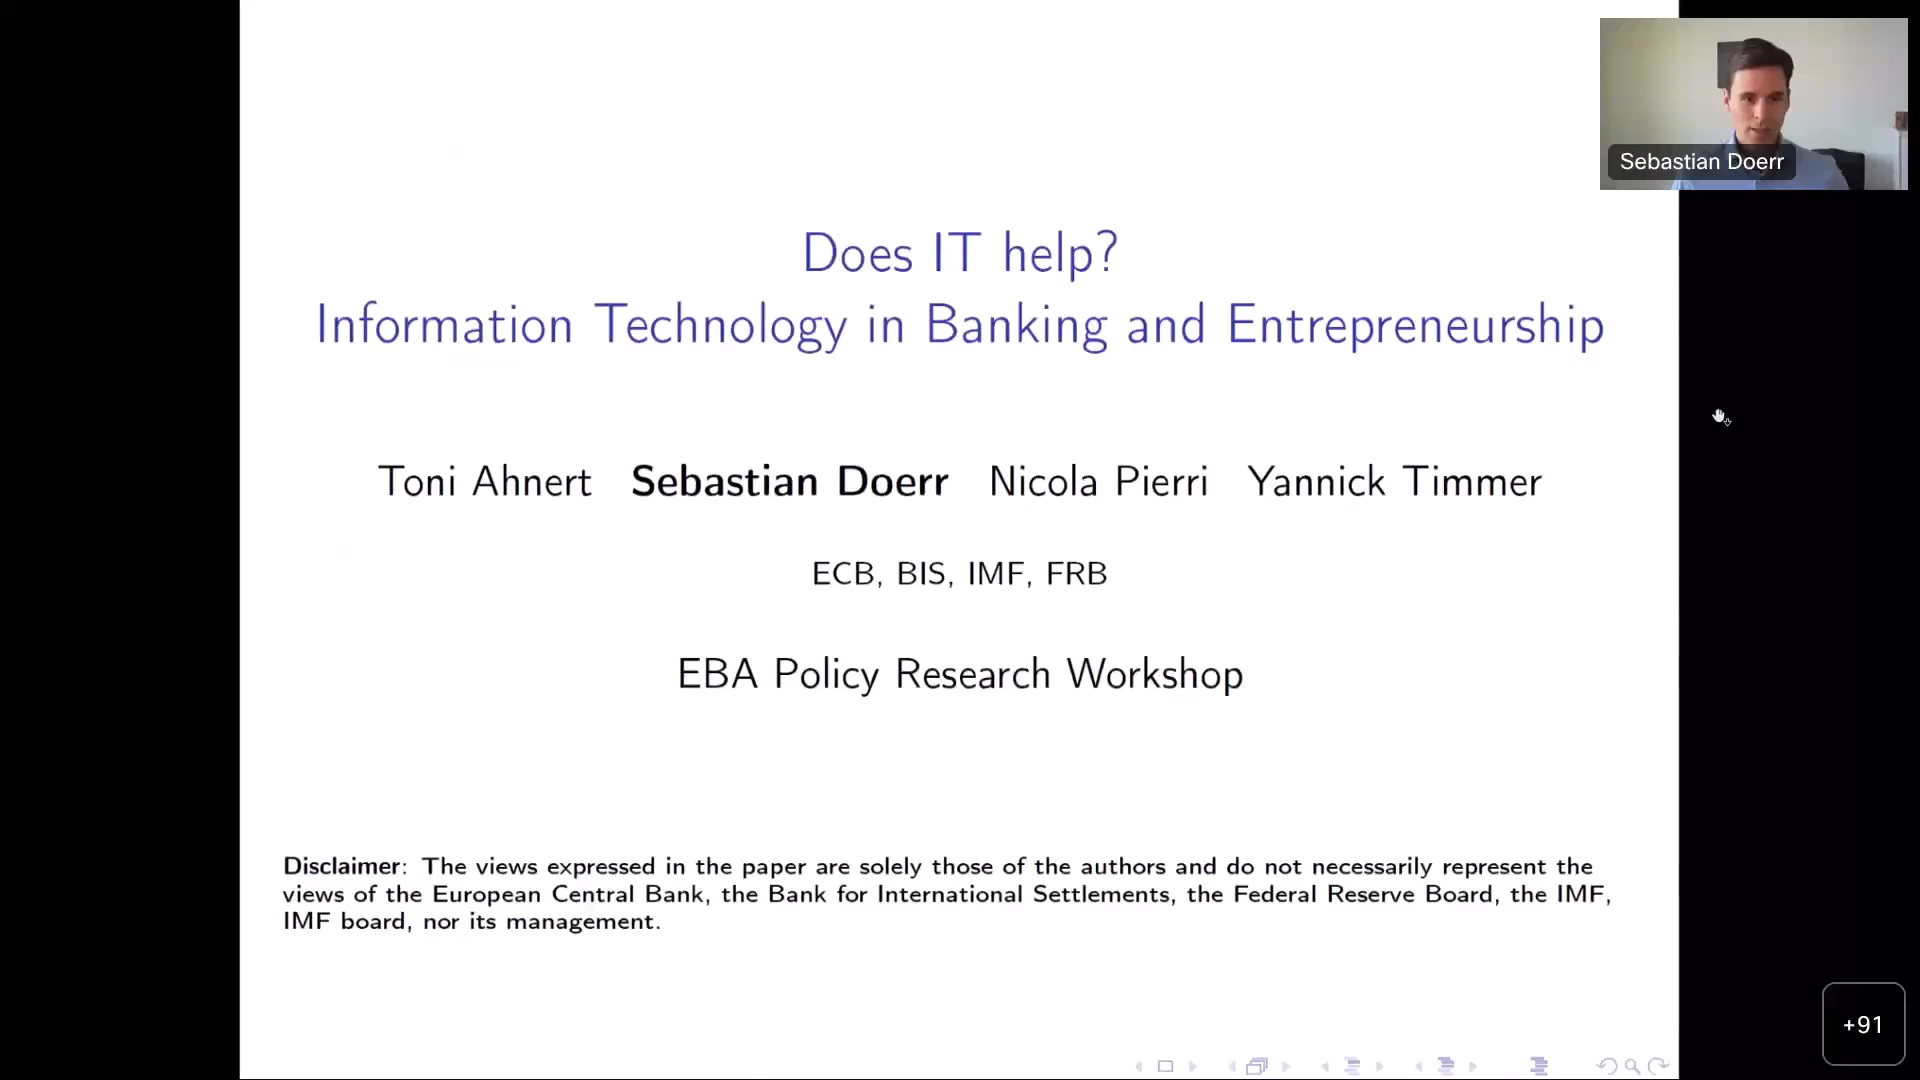 Sebastian Doerr
Does IT help?
Information Technology in Banking and Entrepreneurship
Toni Ahnert Sebastian Doerr Nicola Pierri Yannick Timmer
ECB, BIS, IMF, FRB
EBA Policy Research Workshop
Disclaimer: The views expressed in the paper are solely those of the authors and do not necessarily represent the
views of the European Central Bank, the Bank for International Settlements, the Federal Reserve Board, the IMF,
IMF board, nor its management.
+91